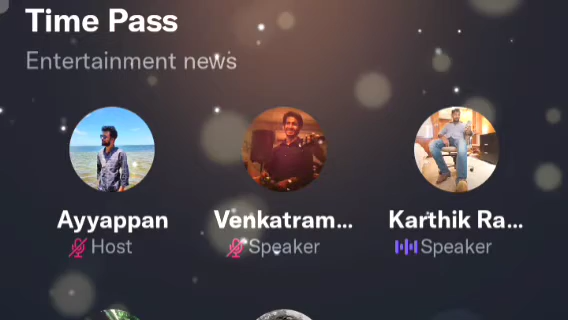 Time Pass
Entertainment news
Ayyappan
Venkatram...
Karthik Ra...
Host
Speaker
Speaker